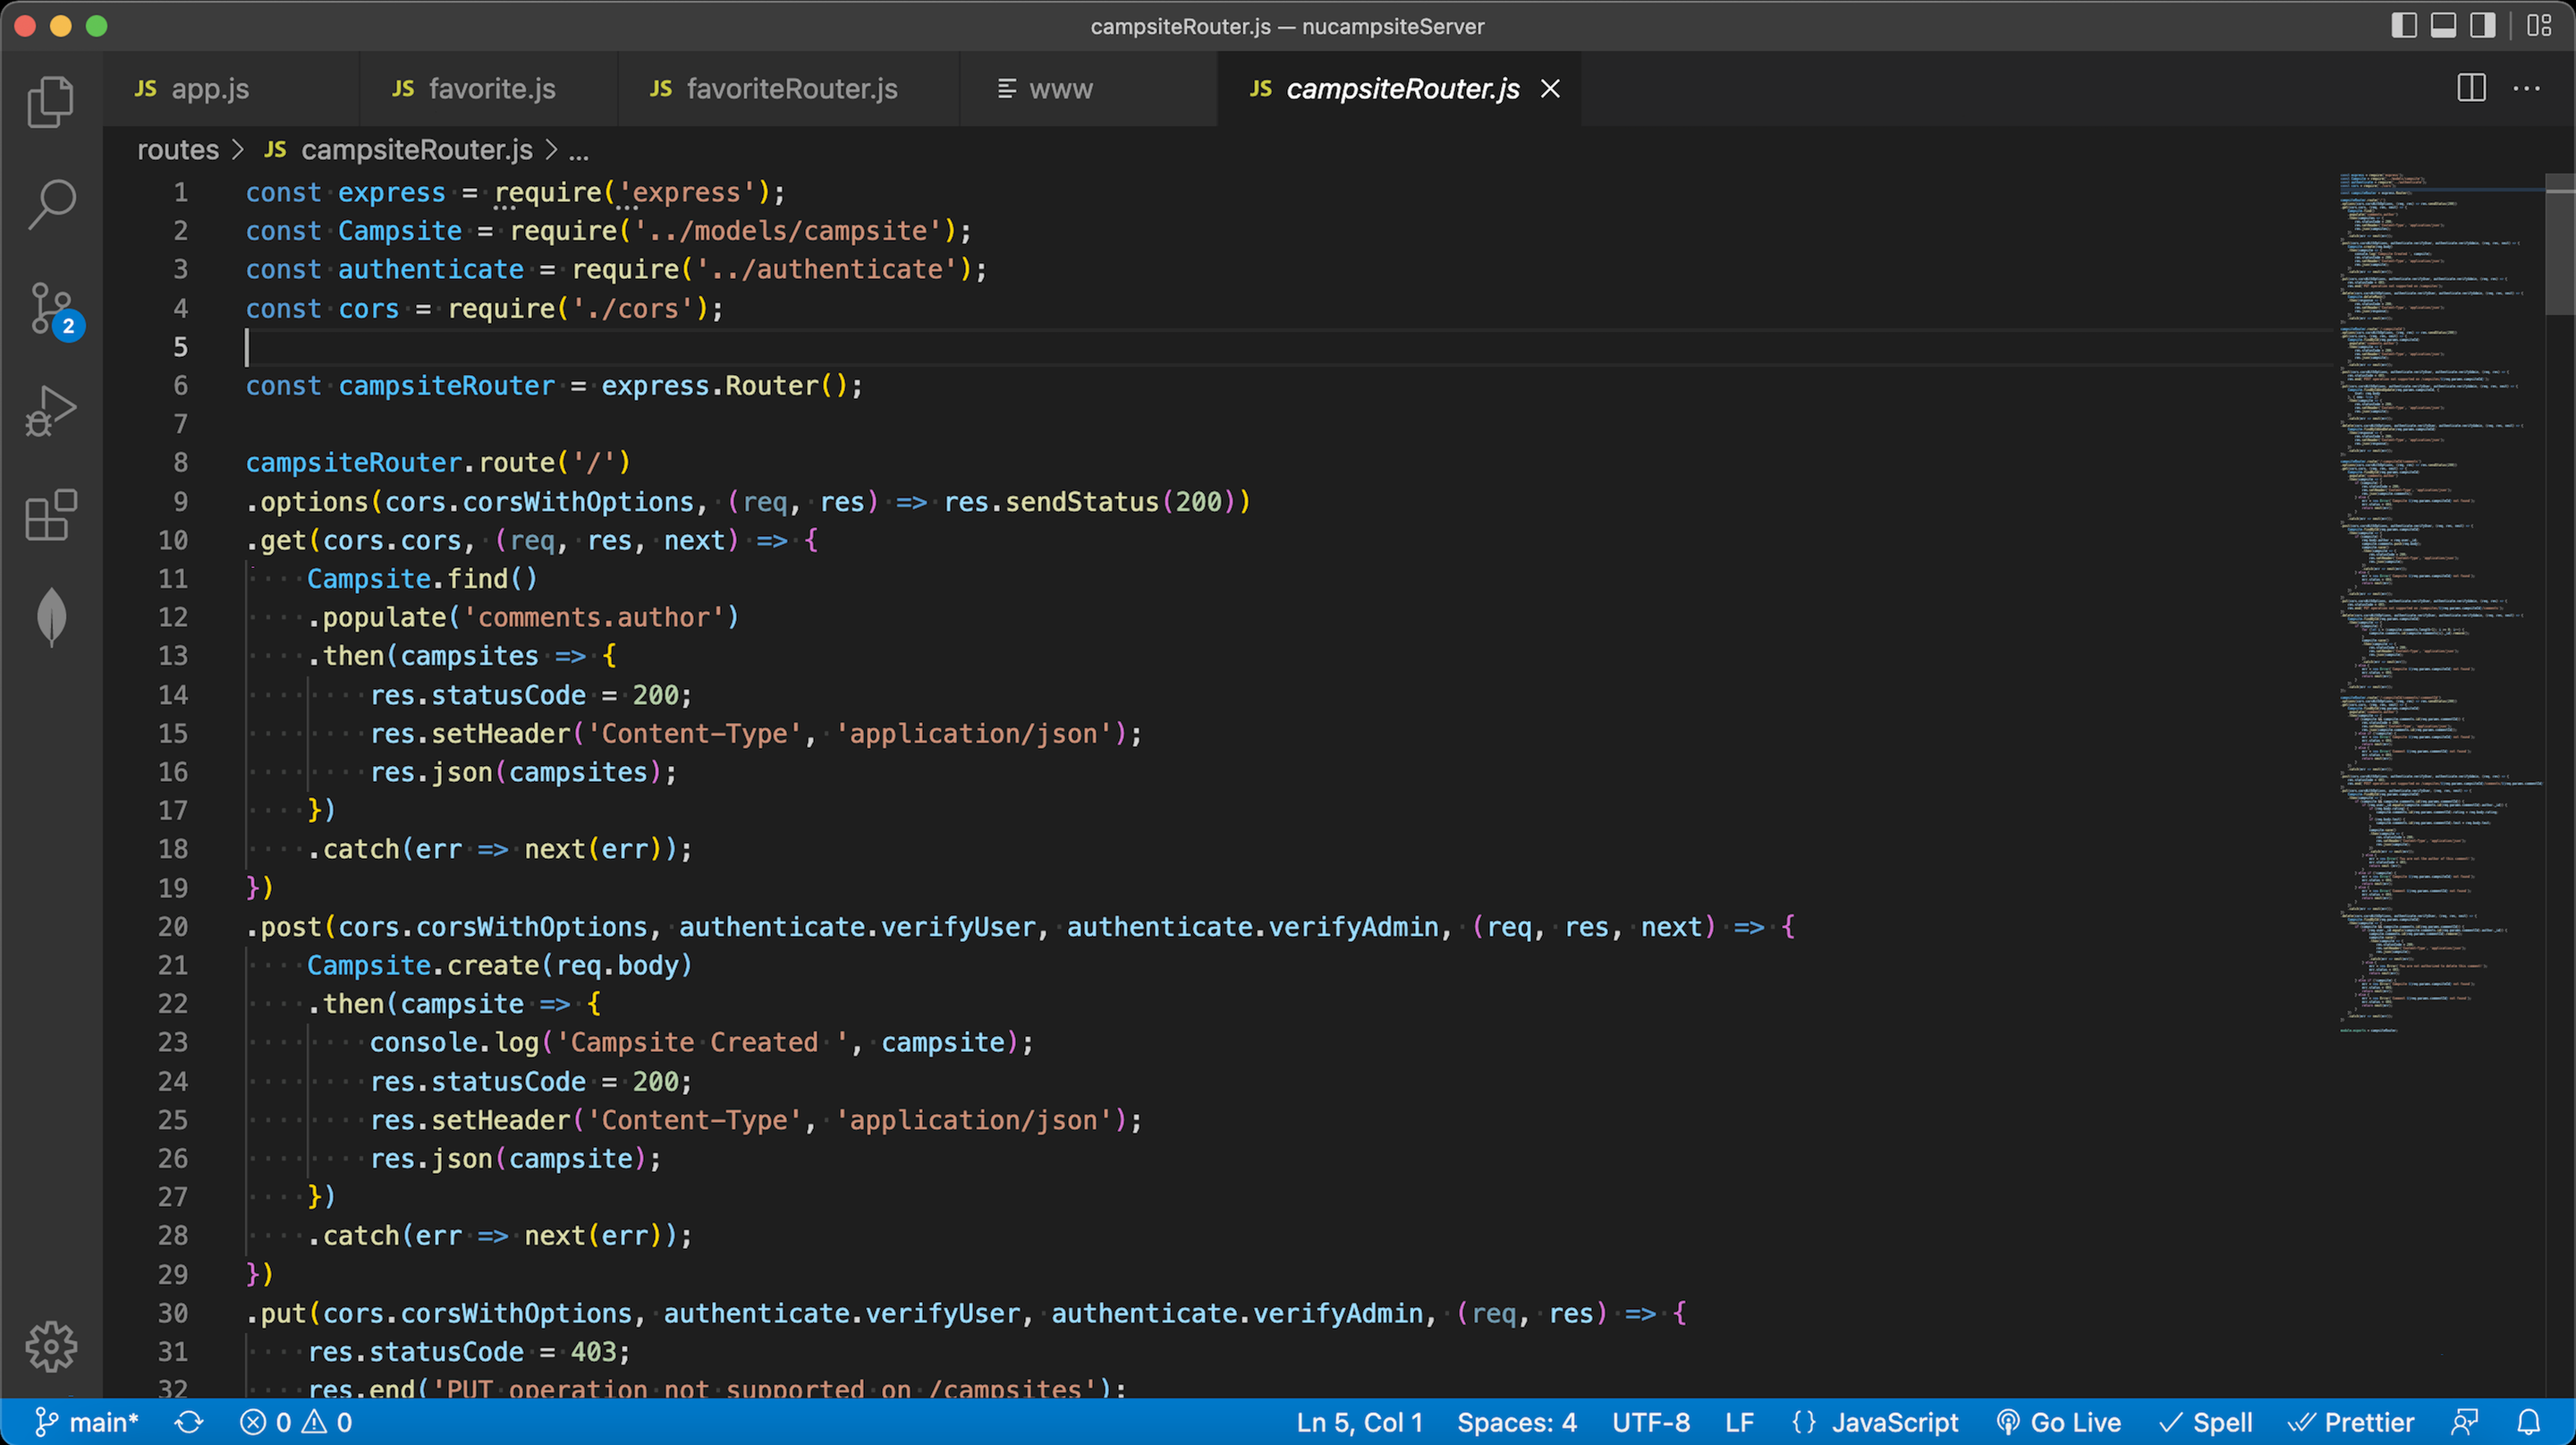 campsiteRouter.js — nucampsiteServer
JS app.js JS favorite.js JS favoriteRouter.js www JS campsiteRouter.js
routes > JS campsiteRouter.js > ...
1 const express = require('express');
2 const Campsite = require('../models/campsite');
3 const authenticate = require('../authenticate');
4 const cors = require('./cors');
5
6 const campsiteRouter = express.Router();
7
8 campsiteRouter.route('/')
9 .options(cors.corsWithOptions, (req, res) => res.sendStatus(200))
10 .get(cors.cors, (req, res, next) => {
11     Campsite.find()
12     .populate('comments.author')
13     .then(campsites => {
14         res.statusCode = 200;
15         res.setHeader('Content-Type', 'application/json');
16         res.json(campsites);
17     })
18     .catch(err => next(err));
19 })
20 .post(cors.corsWithOptions, authenticate.verifyUser, authenticate.verifyAdmin, (req, res, next) => {
21     Campsite.create(req.body)
22     .then(campsite => {
23         console.log('Campsite Created ', campsite);
24         res.statusCode = 200;
25         res.setHeader('Content-Type', 'application/json');
26         res.json(campsite);
27     })
28     .catch(err => next(err));
29 })
30 .put(cors.corsWithOptions, authenticate.verifyUser, authenticate.verifyAdmin, (req, res) => {
31     res.statusCode = 403;
32     res.end('PUT operation not supported on /campsites');
2
main* 0 0 Ln 5, Col 1 Spaces: 4 UTF-8 LF {} JavaScript Go Live Spell Prettier